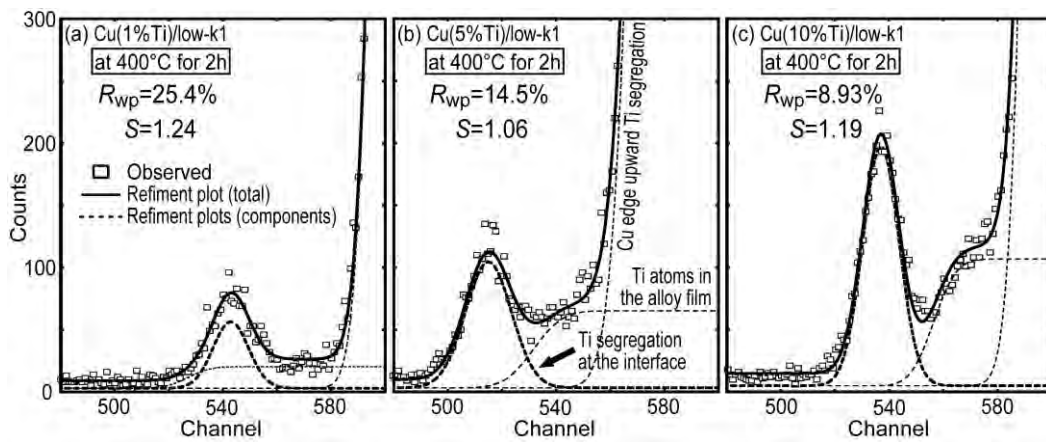 (a) Cu(1%Ti)/low-k1
at 400°C for 2h
Rwp=25.4%
S=1.24
Observed
Refiment plot (total)
Refiment plots (components)
(b) Cu(5%Ti)/low-k1
at 400°C for 2h
Rwp=14.5%
S=1.06
Cu edge upward Ti segregation
Ti atoms in
the alloy film
Ti segregation
at the interface
(c) Cu(10%Ti)/low-k1
at 400°C for 2h
Rwp=8.93%
S=1.19
Counts
300
200
100
0
500 540 580
500 540 580
500 540 580
Channel
Channel
Channel